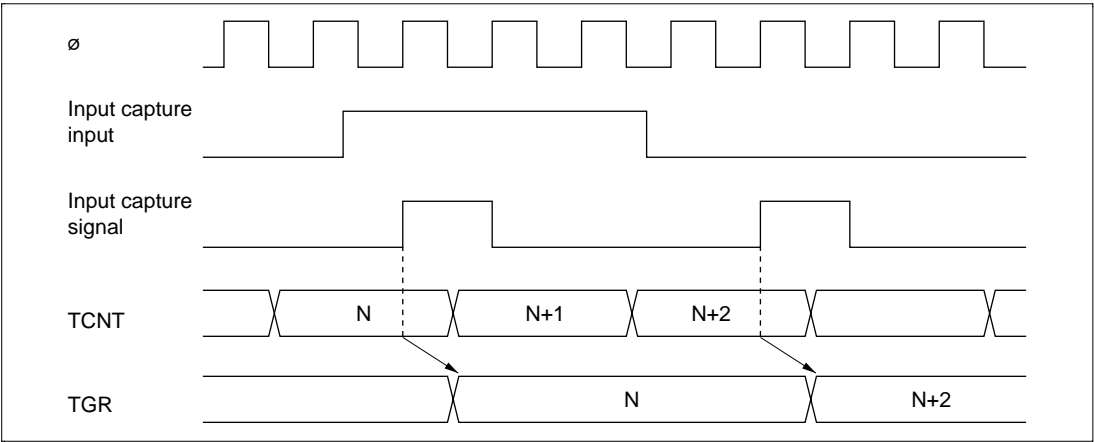 ø
Input capture
input
Input capture
signal
TCNT
N
N+1
N+2
TGR
N
N+2